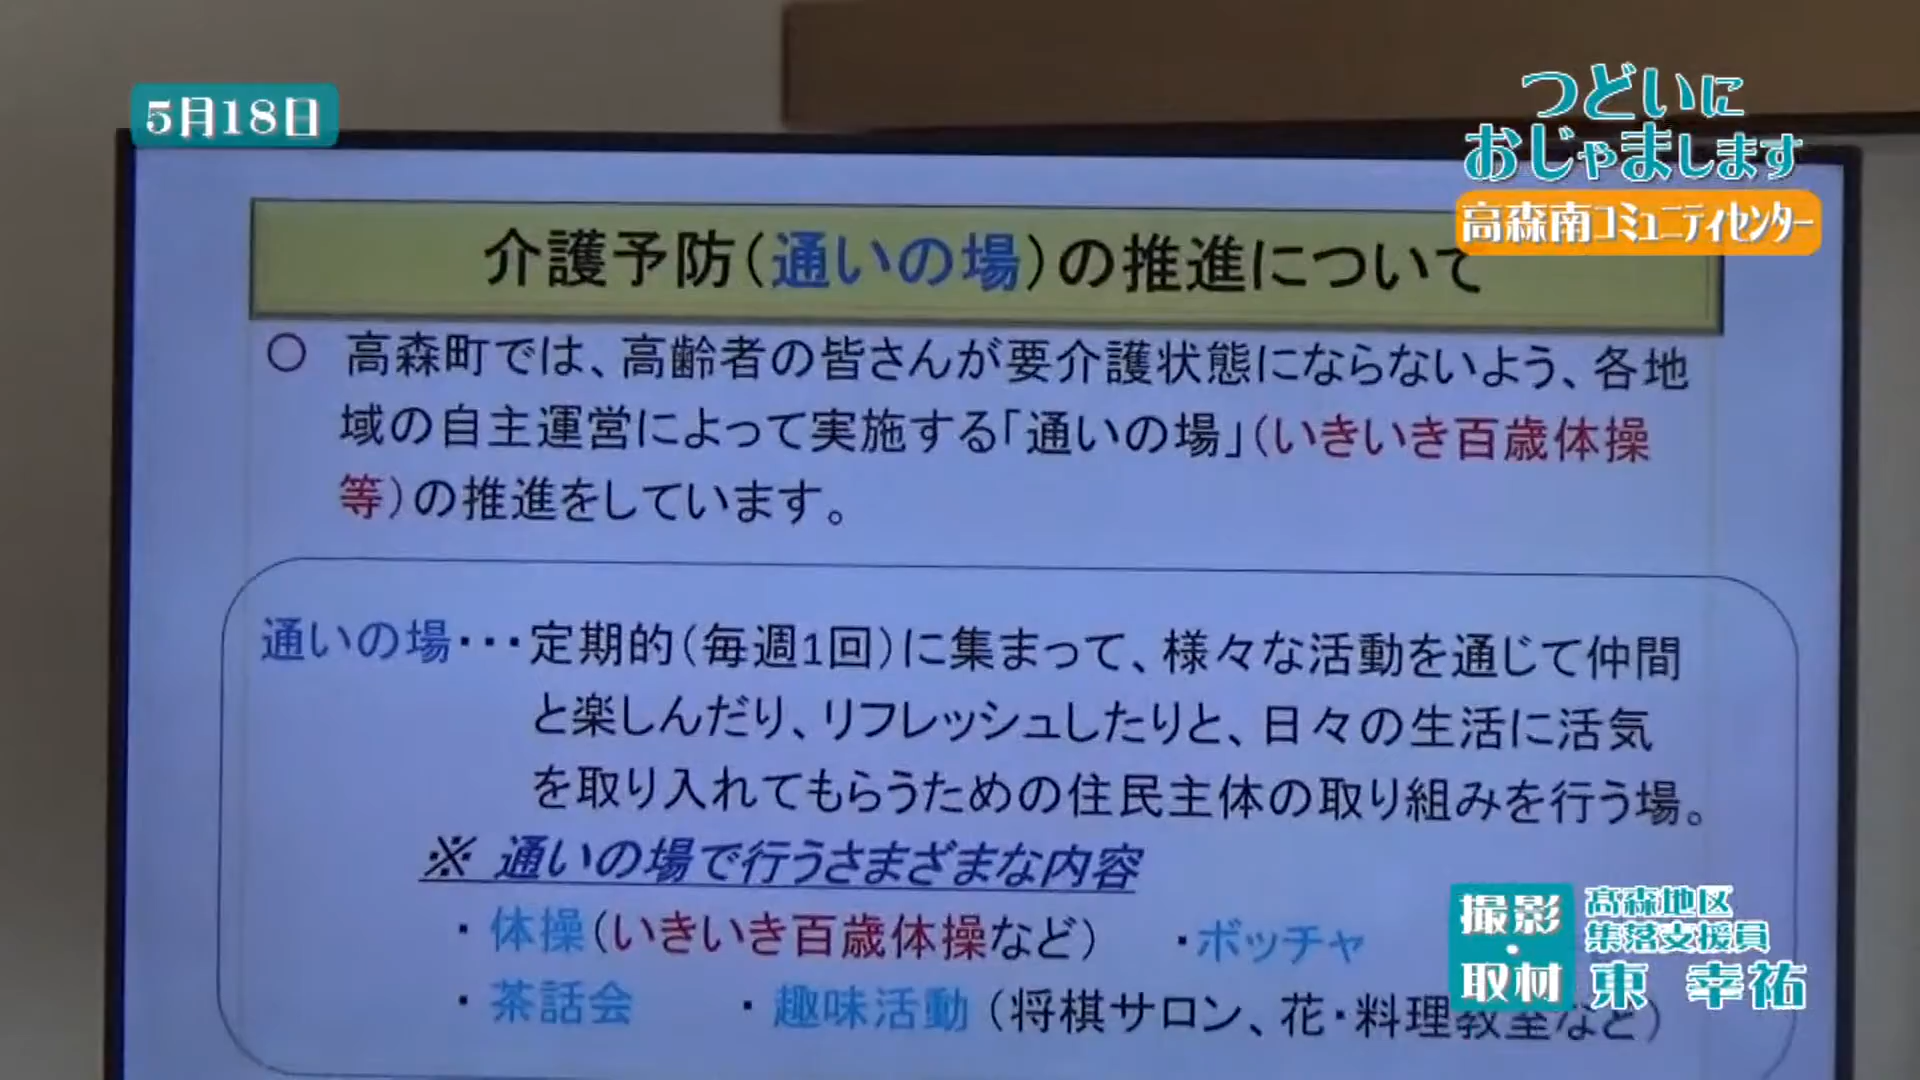 5月18日
つどいに
おじゃまします
高森南コミュニティセンター
介護予防(通いの場)の推進について
○ 高森町では、高齢者の皆さんが要介護状態にならないよう、各地
域の自主運営によって実施する「通いの場」(いきいき百歳体操
等)の推進をしています。
通いの場・・・定期的(毎週1回)に集まって、様々な活動を通じて仲間
と楽しんだり、リフレッシュしたりと、日々の生活に活気
を取り入れてもらうための住民主体の取り組みを行う場。
※ 通いの場で行うさまざまな内容
・体操(いきいき百歳体操など) ・ボッチャ
・茶話会 ・趣味活動(将棋サロン、花・料理教室など)
撮影・取材
高森地区
集落支援員
東 幸祐